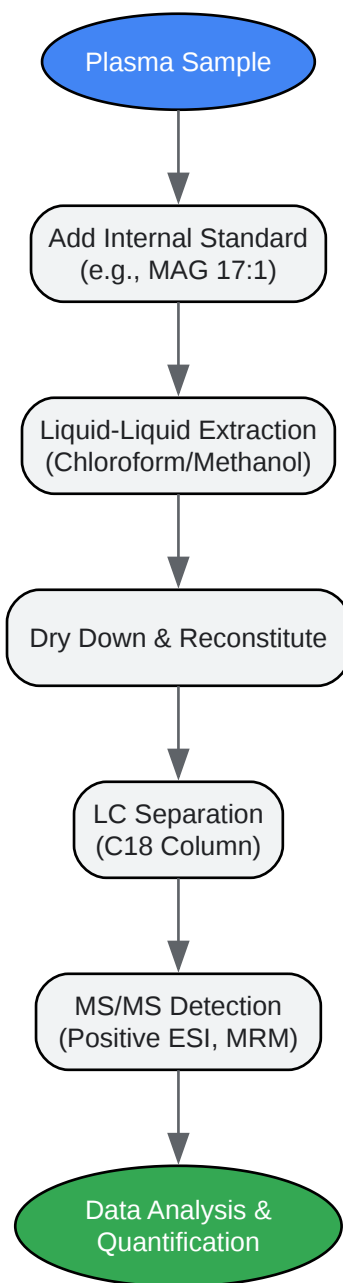 Plasma Sample
Add Internal Standard
(e.g., MAG 17:1)
Liquid-Liquid Extraction
(Chloroform/Methanol)
Dry Down & Reconstitute
LC Separation
(C18 Column)
MS/MS Detection
(Positive ESI, MRM)
Data Analysis &
Quantification